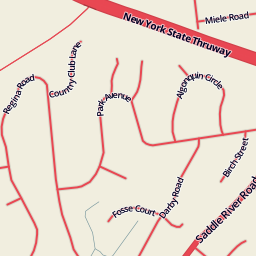 Miele Road
New York State Thruway
Country Club Lane
Regina Road
Park Avenue
Algonquin Circle
Birch Street
Darby Road
Fosse Court
Saddle River Road